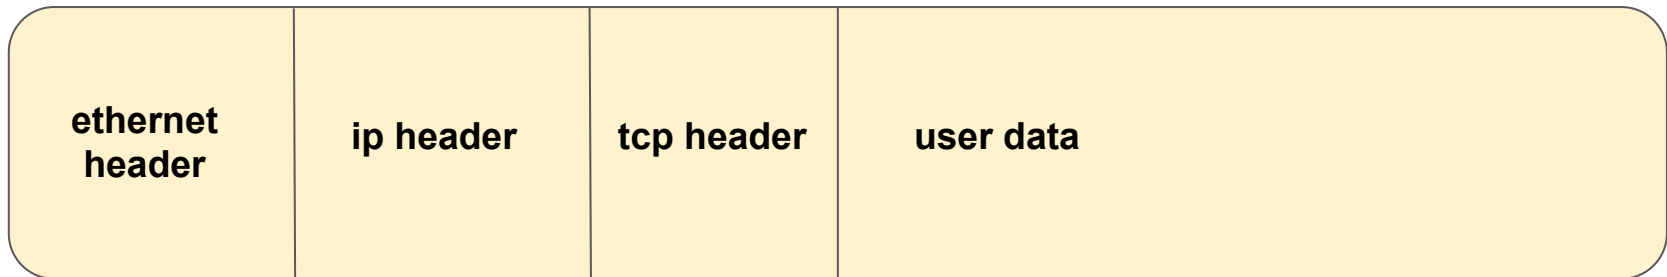 ethernet
header
ip header
tcp header
user data